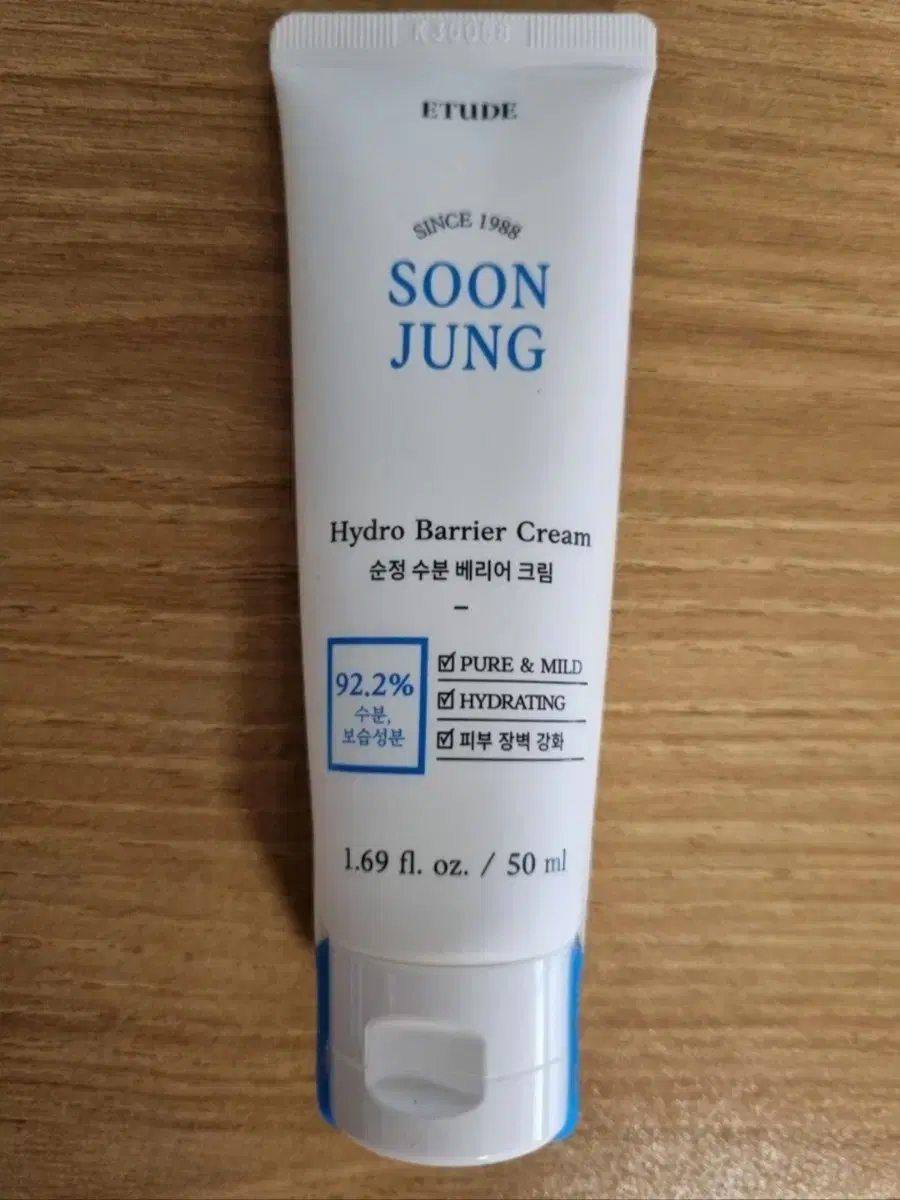 ETUDE
SINCE 1988
SOON
JUNG
Hydro Barrier Cream
순정 수분 베리어 크림
92.2%
수분,
보습성분
PURE & MILD
HYDRATING
피부 장벽 강화
1.69 fl. oz. / 50 ml